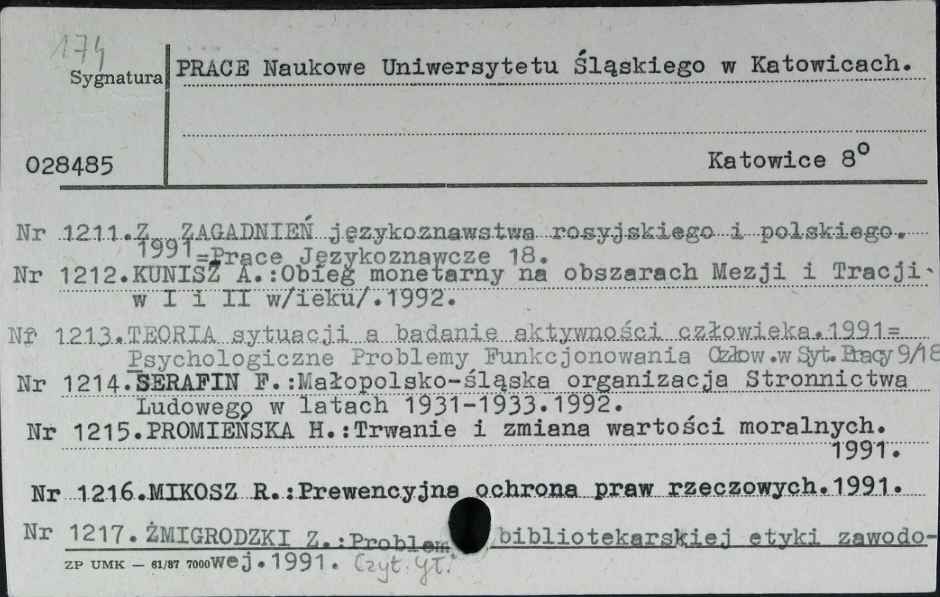 174
Sygnatura PRACE Naukowe Uniwersytetu Śląskiego w Katowicach.
028485 Katowice 8°
Nr 1211.Z ZAGADNIEŃ językoznawstwa rosyjskiego i polskiego.
1991=Prace Językoznawcze 18.
Nr 1212.KUNISZ A.:Obieg monetarny na obszarach Mezji i Tracji
w I i II w/ieku/.1992.
Nr 1213.TEORIA sytuacji a badanie aktywności człowieka.1991=
Psychologiczne Problemy Funkcjonowania Człow.w Syt.Pracy 9/18
Nr 1214.SERAFIN F.:Małopolsko-śląska organizacja Stronnictwa
Ludowego w latach 1931-1933.1992.
Nr 1215.PROMIEŃSKA H.:Trwanie i zmiana wartości moralnych.
1991.
Nr 1216.MIKOSZ R.:Prewencyjna ochrona praw rzeczowych.1991.
Nr 1217.ŻMIGRODZKI Z.:Problem bibliotekarskiej etyki zawodo-
ZP UMK — 61/87 7000 wej.1991. Czyt.